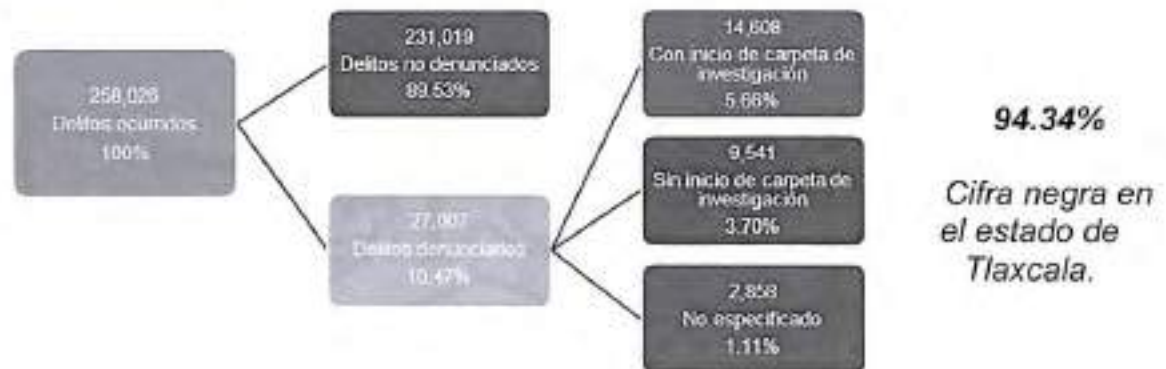 258,026
Delitos ocurridos
100%
231,019
Delitos no denunciados
89.53%
27,007
Delitos denunciados
10.47%
14,608
Con inicio de carpeta de
investigación
5.66%
9,541
Sin inicio de carpeta de
investigación
3.70%
2,858
No especificado
1.11%
94.34%
Cifra negra en
el estado de
Tlaxcala.